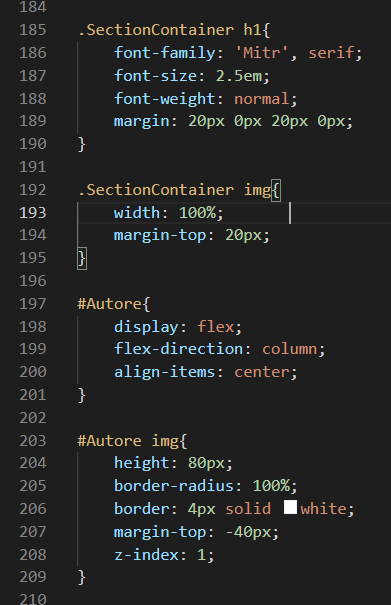 184
185 .SectionContainer h1{
186 font-family: 'Mitr', serif;
187 font-size: 2.5em;
188 font-weight: normal;
189 margin: 20px 0px 20px 0px;
190 }
191
192 .SectionContainer img{
193 width: 100%;
194 margin-top: 20px;
195 }
196
197 #Autore{
198 display: flex;
199 flex-direction: column;
200 align-items: center;
201 }
202
203 #Autore img{
204 height: 80px;
205 border-radius: 100%;
206 border: 4px solid white;
207 margin-top: -40px;
208 z-index: 1;
209 }
210